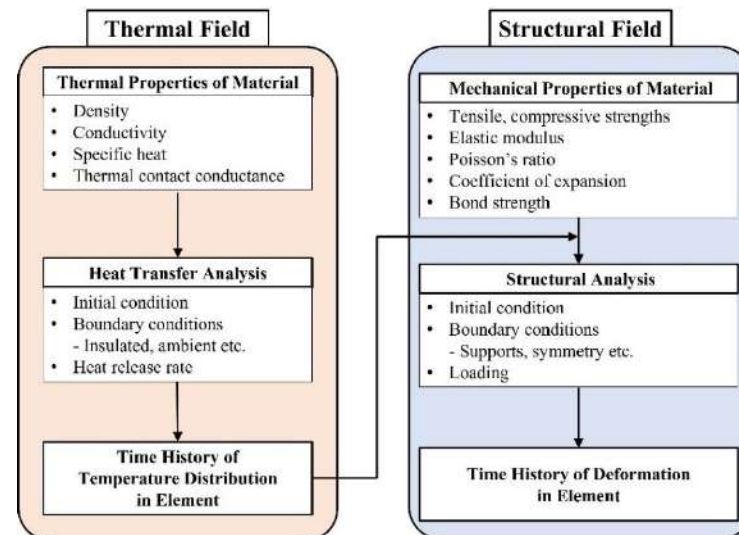 Thermal Field
Thermal Properties of Material
• Density
• Conductivity
• Specific heat
• Thermal contact conductance
Heat Transfer Analysis
• Initial condition
• Boundary conditions
- Insulated, ambient etc.
• Heat release rate
Time History of
Temperature Distribution
in Element
Structural Field
Mechanical Properties of Material
• Tensile, compressive strengths
• Elastic modulus
• Poisson's ratio
• Coefficient of expansion
• Bond strength
Structural Analysis
• Initial condition
• Boundary conditions
- Supports, symmetry etc.
• Loading
Time History of Deformation
in Element